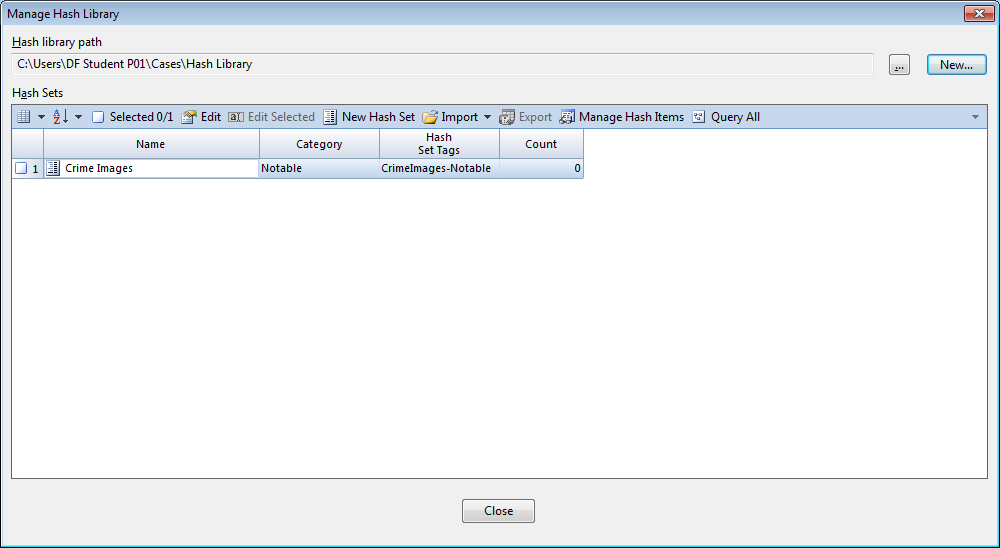 Manage Hash Library
Hash library path
C:\Users\DF Student P01\Cases\Hash Library
...
New...
Hash Sets
Selected 0/1 Edit Edit Selected New Hash Set Import Export Manage Hash Items Query All
Name Category Hash Set Tags Count
1 Crime Images Notable CrimeImages-Notable 0
Close